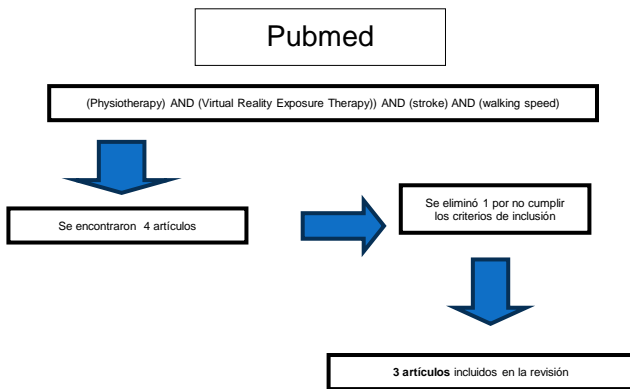 Pubmed
(Physiotherapy) AND (Virtual Reality Exposure Therapy)) AND (stroke) AND (walking speed)
Se encontraron 4 artículos
Se eliminó 1 por no cumplir
los criterios de inclusión
3 artículos incluidos en la revisión